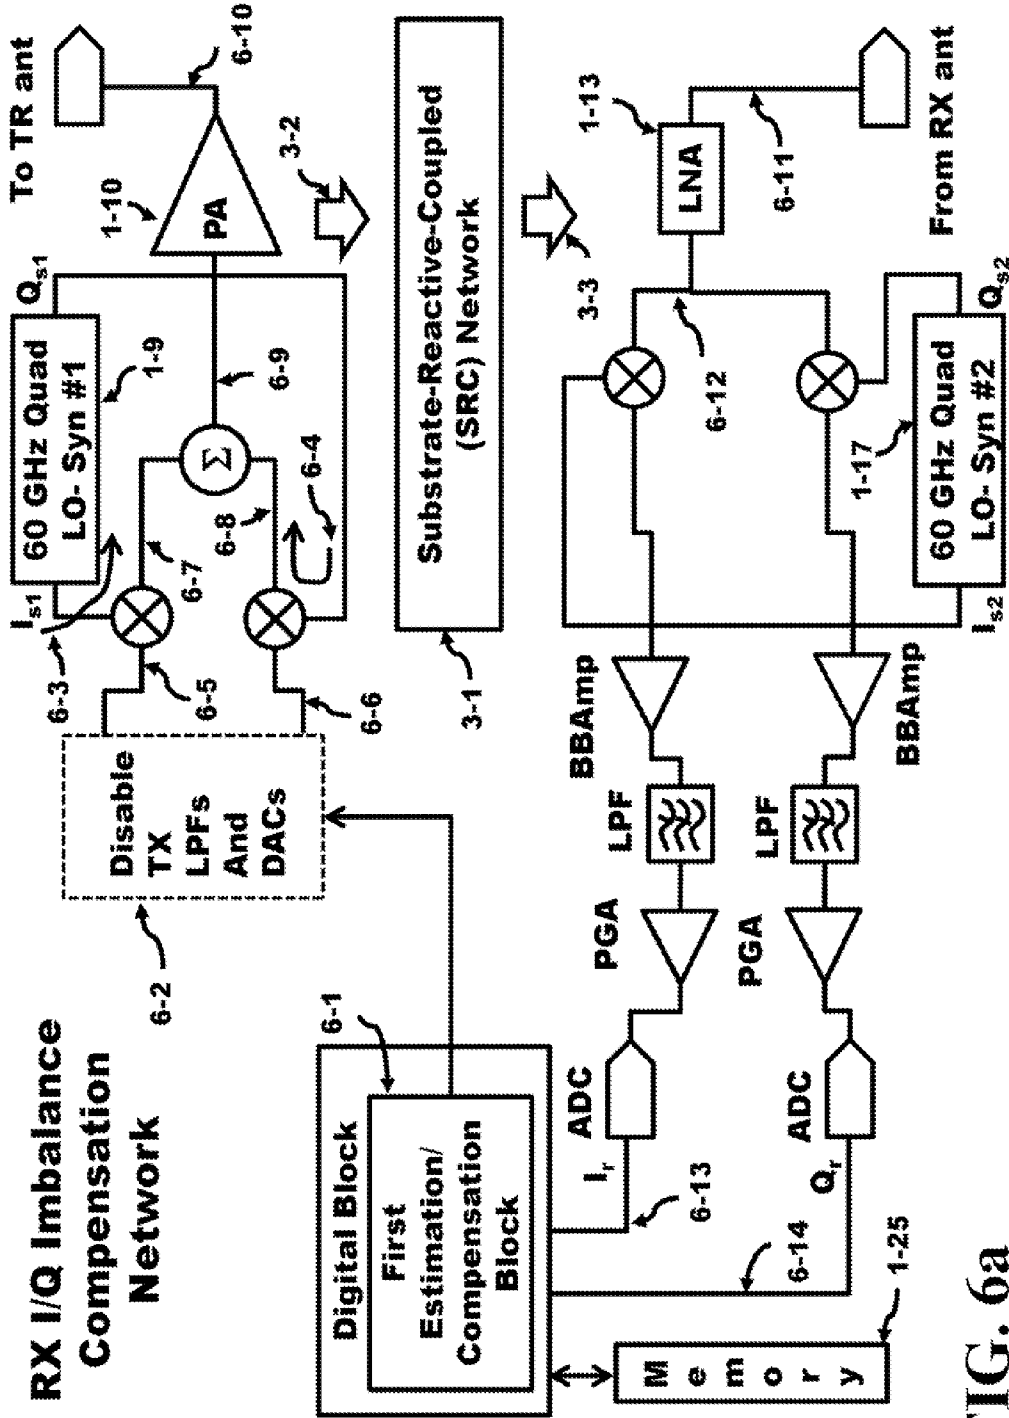 RX I/Q Imbalance
Compensation
Network
6-2
Disable
TX
LPFs
And
DACs
6-3
I_s1
60 GHz Quad
LO- Syn #1
Q_s1
1-9
6-5
6-6
6-7
6-8
6-4
Σ
6-9
1-10
PA
To TR ant
6-10
3-2
3-1
Substrate-Reactive-Coupled
(SRC) Network
3-3
6-1
Digital Block
First
Estimation/
Compensation
Block
I_r
6-13
ADC
PGA
LPF
BBAmp
6-12
LNA
1-13
6-11
From RX ant
6-14
Q_r
ADC
PGA
LPF
BBAmp
1-17
I_s2
60 GHz Quad
LO- Syn #2
Q_s2
Memory
1-25
FIG. 6a